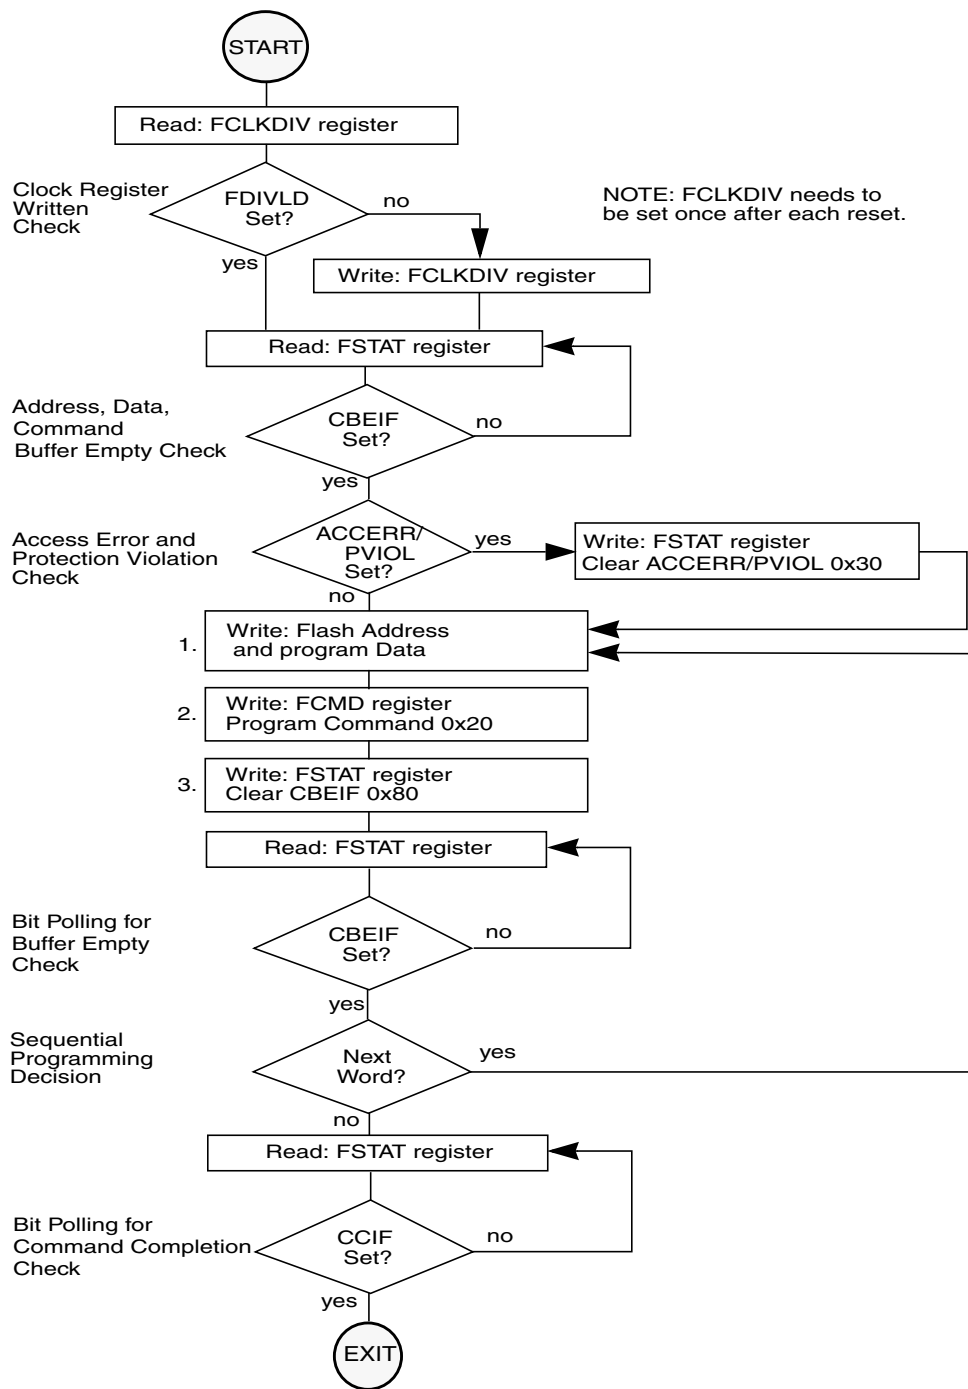 START
Read: FCLKDIV register
Clock Register
Written
Check
FDIVLD
Set?
no
yes
NOTE: FCLKDIV needs to
be set once after each reset.
Write: FCLKDIV register
Read: FSTAT register
Address, Data,
Command
Buffer Empty Check
CBEIF
Set?
no
yes
Access Error and
Protection Violation
Check
ACCERR/
PVIOL
Set?
yes
no
Write: FSTAT register
Clear ACCERR/PVIOL 0x30
1.
Write: Flash Address
and program Data
2.
Write: FCMD register
Program Command 0x20
3.
Write: FSTAT register
Clear CBEIF 0x80
Read: FSTAT register
Bit Polling for
Buffer Empty
Check
CBEIF
Set?
no
yes
Sequential
Programming
Decision
Next
Word?
yes
no
Read: FSTAT register
Bit Polling for
Command Completion
Check
CCIF
Set?
no
yes
EXIT